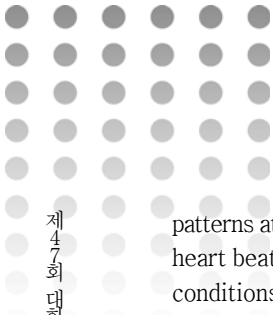 제47회 대
patterns at
heart beat
conditions